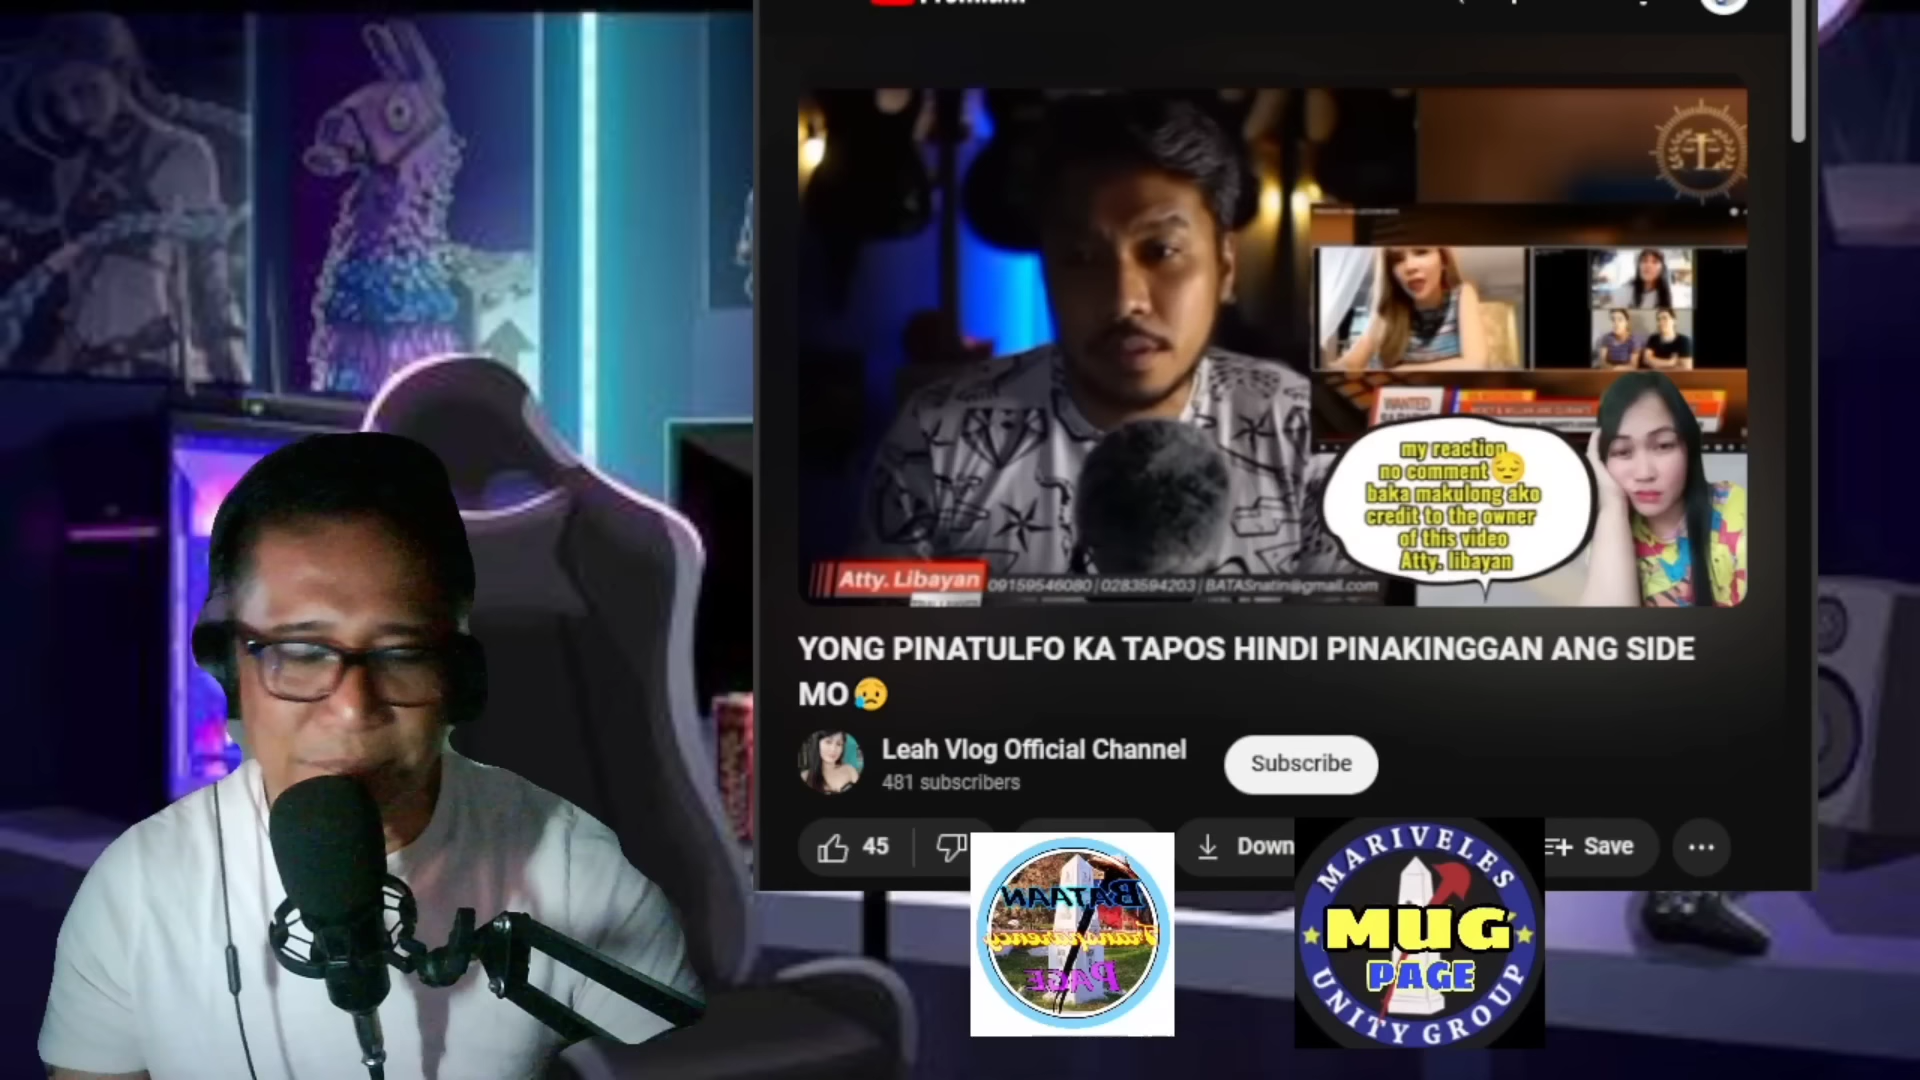 Premium
WANTED
my reaction
no comment 😔
baka makulong ako
credit to the owner
of this video
Atty. libayan
Atty. Libayan
09159546080 | 0283594203 | BATASnatin@gmail.com
YONG PINATULFO KA TAPOS HINDI PINAKINGGAN ANG SIDE
MO😥
Leah Vlog Official Channel
481 subscribers
Subscribe
45
Down
Save
BATAAN
Transparency
PAGE
MARIVELES
MUG
PAGE
UNITY GROUP